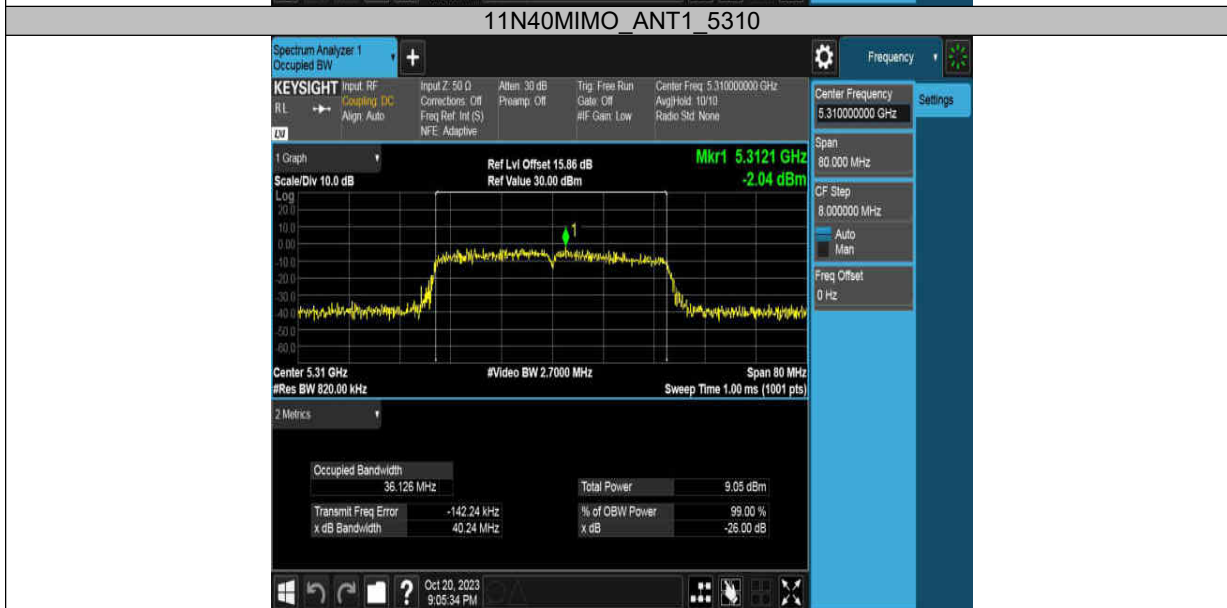 11N40MIMO_ANT1_5310
Spectrum Analyzer 1
Occupied BW
+
Frequency
KEYSIGHT
RL
LXI
Input: RF
Coupling: DC
Align: Auto
Input Z: 50 Ω
Corrections: Off
Freq Ref: Int (S)
NFE: Adaptive
Atten: 30 dB
Preamp: Off
Trig: Free Run
Gate: Off
#IF Gain: Low
Center Freq: 5.310000000 GHz
Avg|Hold: 10/10
Radio Std: None
Center Frequency
5.310000000 GHz
Settings
Span
80.000 MHz
CF Step
8.000000 MHz
Auto
Man
Freq Offset
0 Hz
1 Graph
Scale/Div 10.0 dB
Ref Lvl Offset 15.86 dB
Ref Value 30.00 dBm
Mkr1 5.3121 GHz
-2.04 dBm
Log
20.0
10.0
0.00
-10.0
-20.0
-30.0
-40.0
-50.0
-60.0
1
Center 5.31 GHz
#Res BW 820.00 kHz
#Video BW 2.7000 MHz
Span 80 MHz
Sweep Time 1.00 ms (1001 pts)
2 Metrics
Occupied Bandwidth
36.126 MHz
Total Power 9.05 dBm
Transmit Freq Error -142.24 kHz
% of OBW Power 99.00 %
x dB Bandwidth 40.24 MHz
x dB -26.00 dB
?
Oct 20, 2023
9:05:34 PM